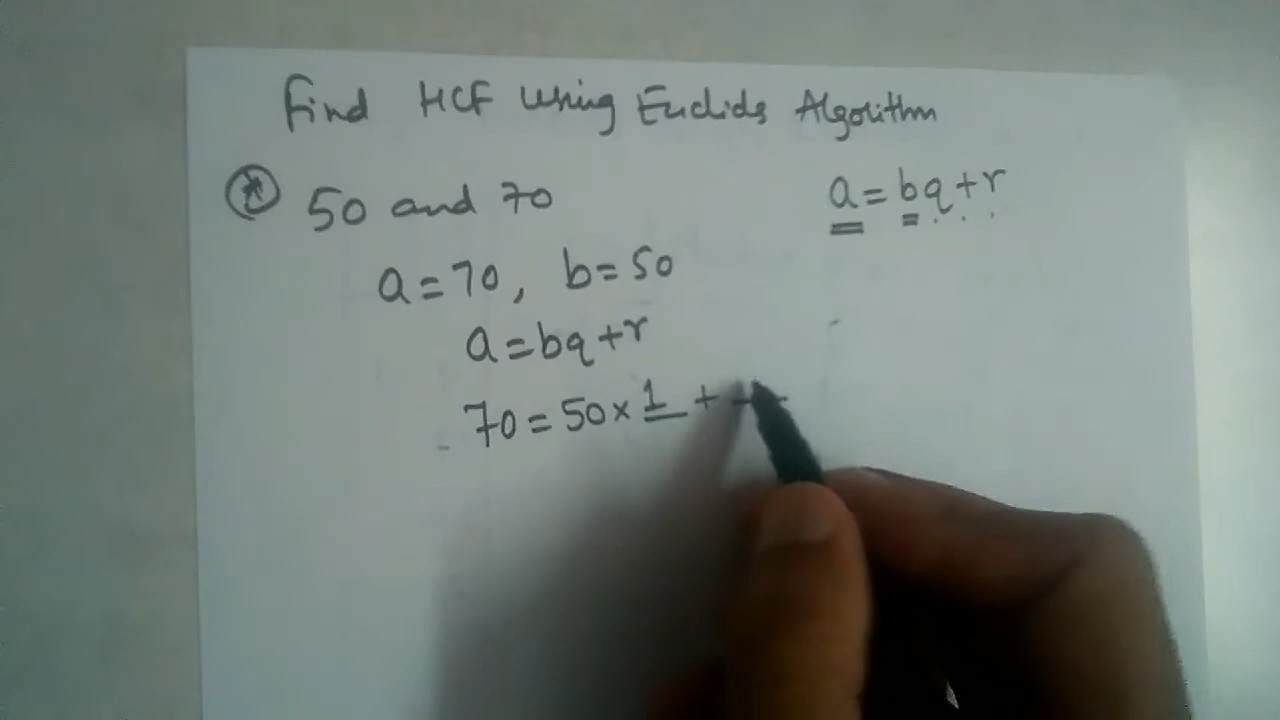 Find HCF Using Euclids Algorithm
* 50 and 70
a = bq + r
a = 70, b = 50
a = bq + r
70 = 50 × 1 +